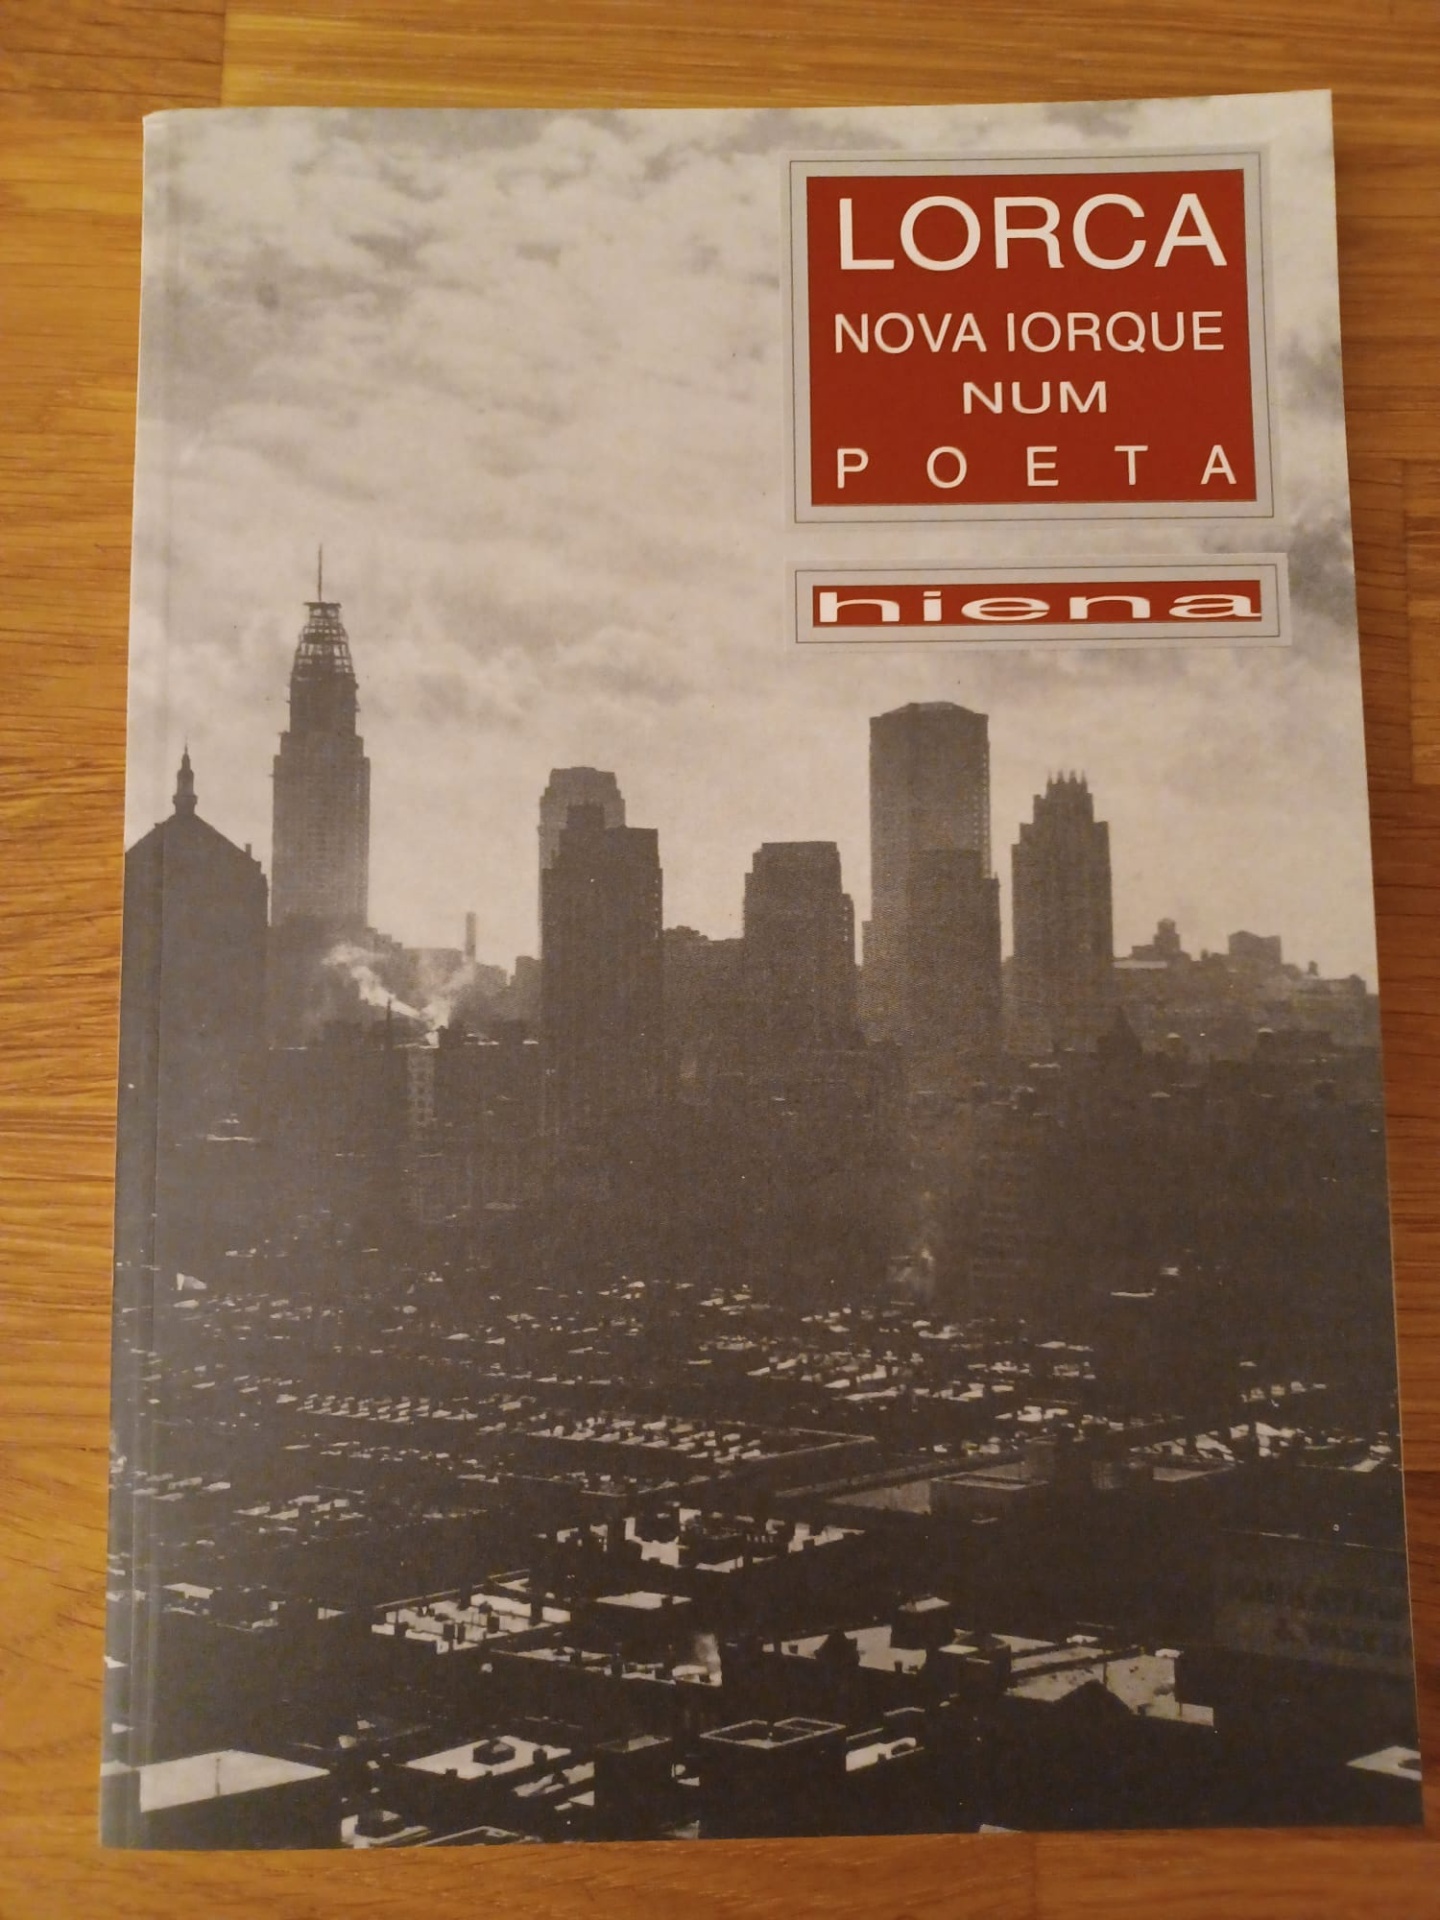 LORCA
NOVA IORQUE
NUM
POETA
hiena